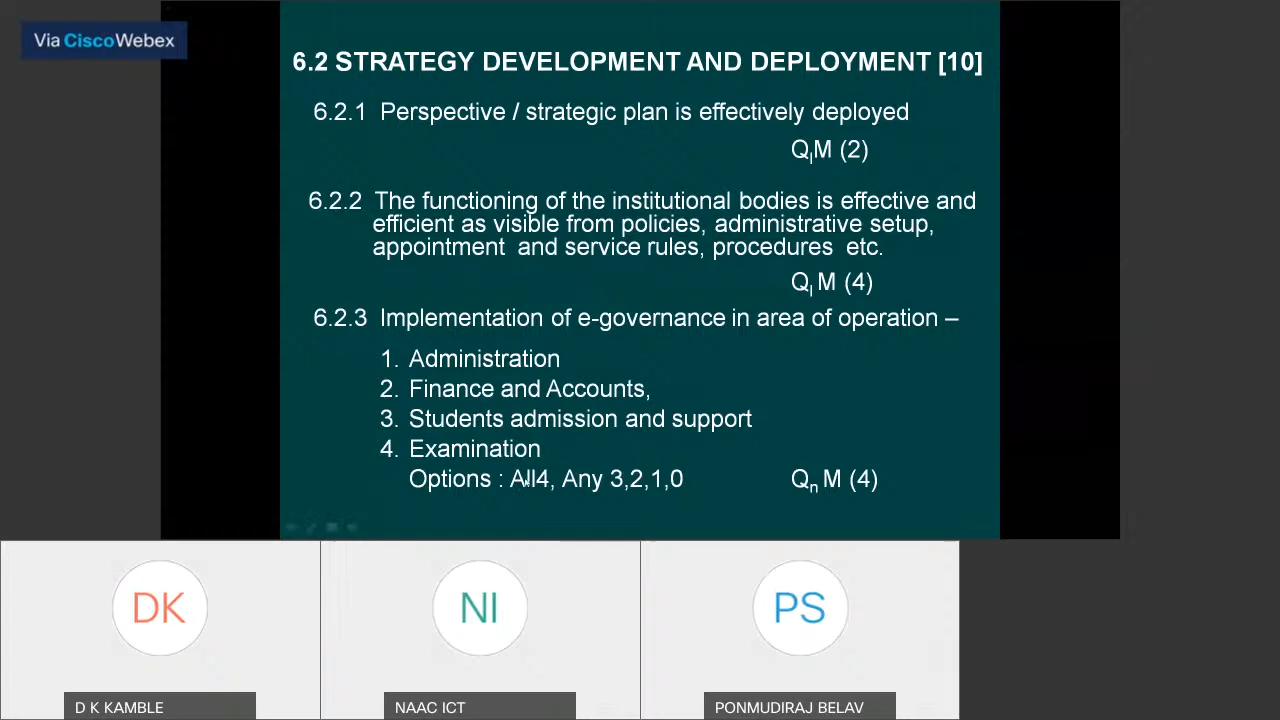 Via CiscoWebex
6.2 STRATEGY DEVELOPMENT AND DEPLOYMENT [10]
6.2.1 Perspective / strategic plan is effectively deployed
QlM (2)
6.2.2 The functioning of the institutional bodies is effective and
efficient as visible from policies, administrative setup,
appointment and service rules, procedures etc.
Ql M (4)
6.2.3 Implementation of e-governance in area of operation –
1. Administration
2. Finance and Accounts,
3. Students admission and support
4. Examination
Options : All4, Any 3,2,1,0
Qn M (4)
DK
NI
PS
D K KAMBLE
NAAC ICT
PONMUDIRAJ BELAV